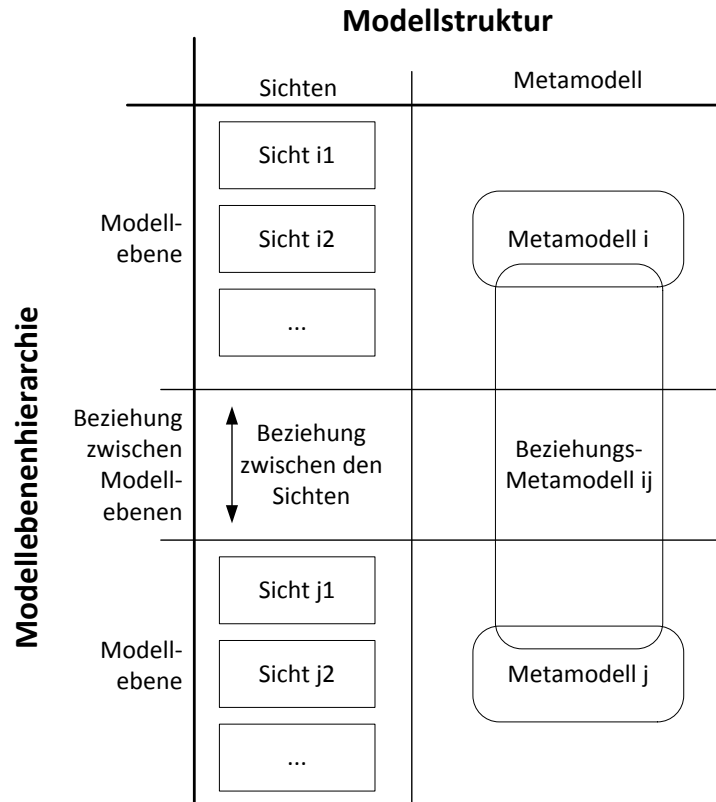 Modellstruktur
Sichten
Metamodell
Modellebenenhierarchie
Modell-
ebene
Sicht i1
Sicht i2
...
Metamodell i
Beziehung
zwischen
Modell-
ebenen
Beziehung
zwischen den
Sichten
Beziehungs-
Metamodell ij
Modell-
ebene
Sicht j1
Sicht j2
...
Metamodell j